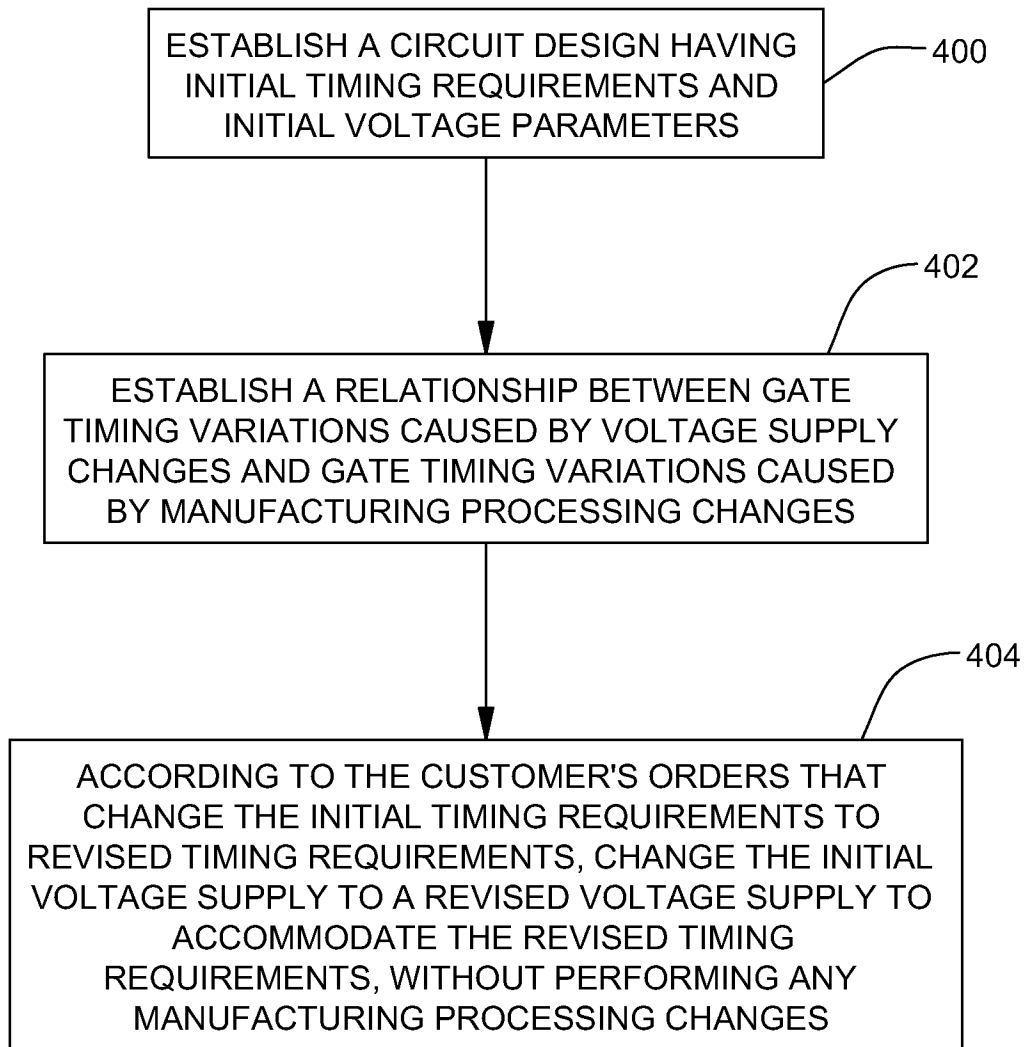 ESTABLISH A CIRCUIT DESIGN HAVING
INITIAL TIMING REQUIREMENTS AND
INITIAL VOLTAGE PARAMETERS
400
402
ESTABLISH A RELATIONSHIP BETWEEN GATE
TIMING VARIATIONS CAUSED BY VOLTAGE SUPPLY
CHANGES AND GATE TIMING VARIATIONS CAUSED
BY MANUFACTURING PROCESSING CHANGES
404
ACCORDING TO THE CUSTOMER'S ORDERS THAT
CHANGE THE INITIAL TIMING REQUIREMENTS TO
REVISED TIMING REQUIREMENTS, CHANGE THE INITIAL
VOLTAGE SUPPLY TO A REVISED VOLTAGE SUPPLY TO
ACCOMMODATE THE REVISED TIMING
REQUIREMENTS, WITHOUT PERFORMING ANY
MANUFACTURING PROCESSING CHANGES